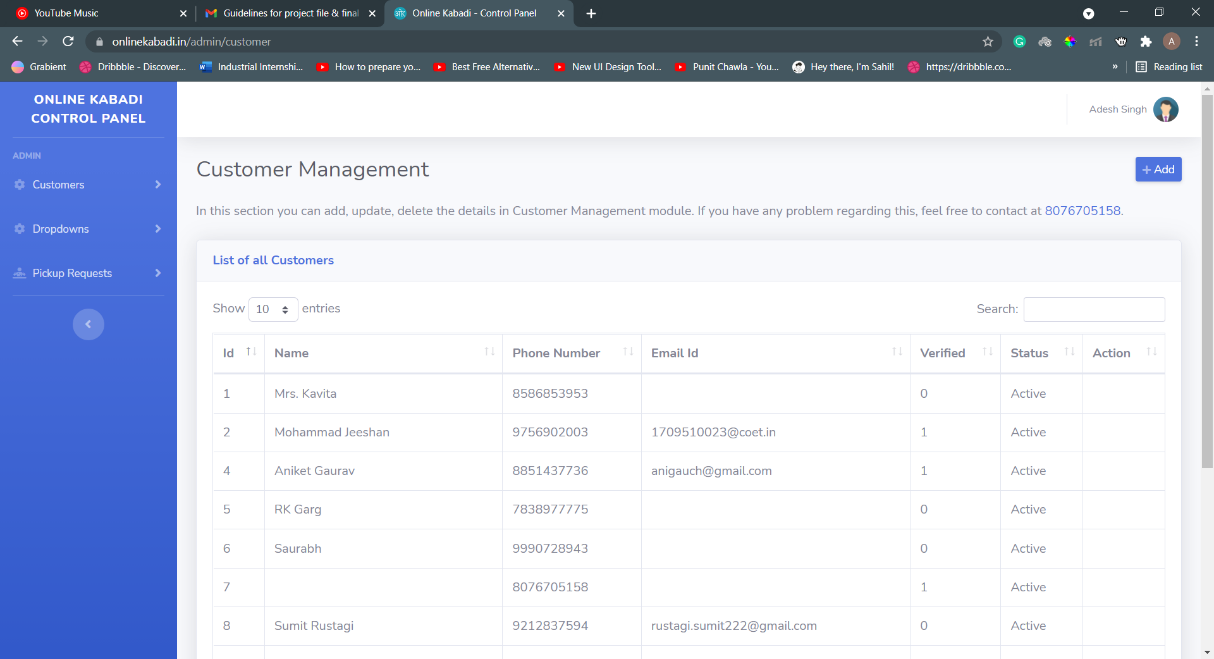 YouTube Music
Guidelines for project file & final
Online Kabadi - Control Panel
onlinekabadi.in/admin/customer
A
Grabient
Dribbble - Discover...
Industrial Internshi...
How to prepare yo...
Best Free Alternativ...
New UI Design Tool...
Punit Chawla - You...
Hey there, I'm Sahil!
https://dribbble.co...
»
Reading list
ONLINE KABADI
CONTROL PANEL
ADMIN
Customers
Dropdowns
Pickup Requests
Adesh Singh
Customer Management
+ Add
In this section you can add, update, delete the details in Customer Management module. If you have any problem regarding this, feel free to contact at 8076705158.
List of all Customers
Show 10 entries
Search:
Id Name Phone Number Email Id Verified Status Action
1 Mrs. Kavita 8586853953 0 Active
2 Mohammad Jeeshan 9756902003 1709510023@coet.in 1 Active
4 Aniket Gaurav 8851437736 anigauch@gmail.com 1 Active
5 RK Garg 7838977775 0 Active
6 Saurabh 9990728943 0 Active
7 8076705158 1 Active
8 Sumit Rustagi 9212837594 rustagi.sumit222@gmail.com 0 Active